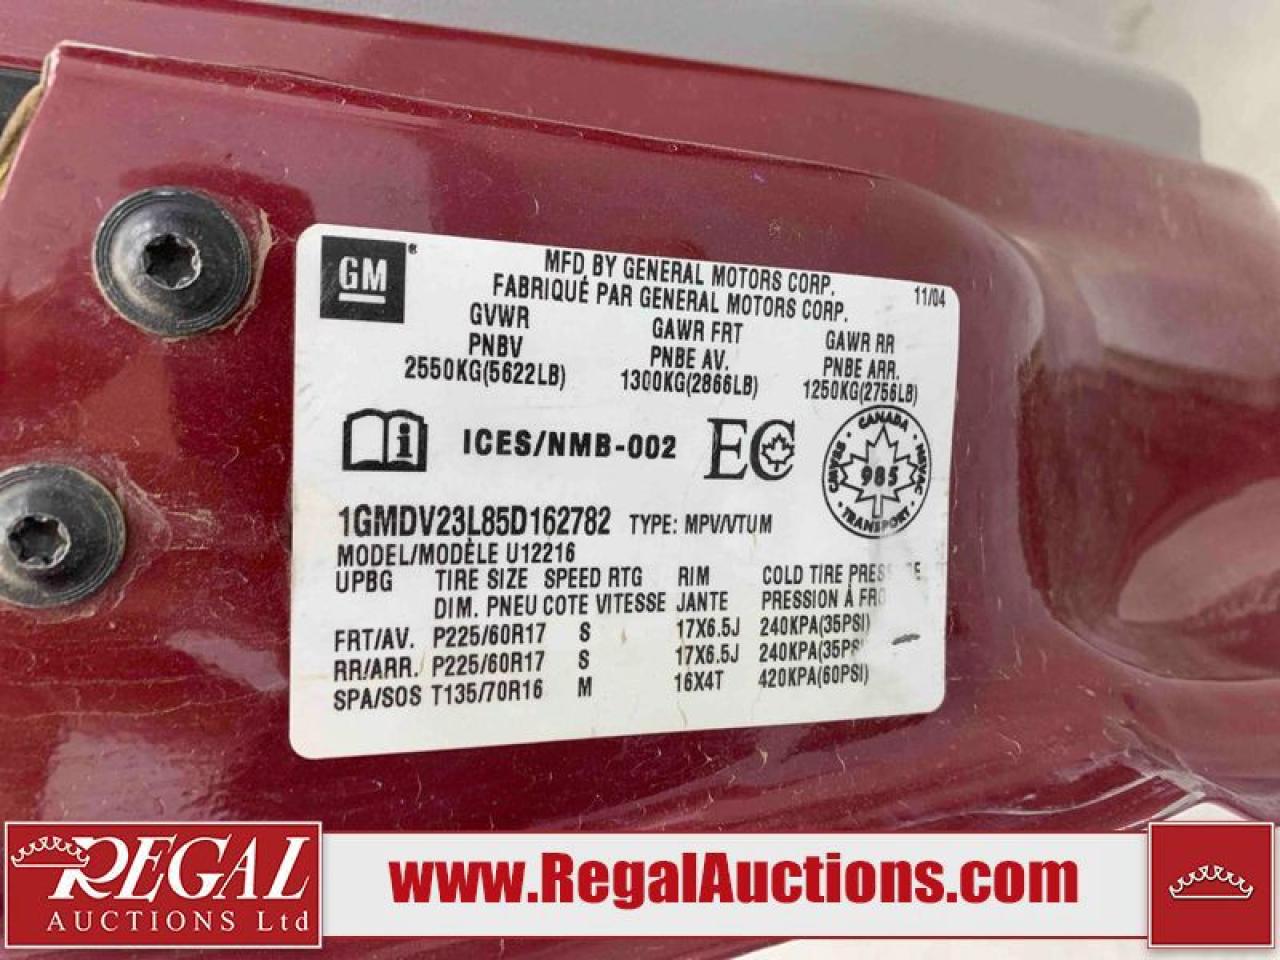 GM®
MFD BY GENERAL MOTORS CORP.
FABRIQUÉ PAR GENERAL MOTORS CORP.
11/04
GVWR GAWR FRT GAWR RR
PNBV PNBE AV. PNBE ARR.
2550KG(5622LB) 1300KG(2866LB) 1250KG(2756LB)
i ICES/NMB-002 EC
CANADA
CMVSS 985 NSVAC
TRANSPORT
1GMDV23L85D162782 TYPE: MPV/VTUM
MODEL/MODÈLE U12216
UPBG TIRE SIZE SPEED RTG RIM COLD TIRE
DIM. PNEU COTE VITESSE JANTE PRESSION À
FRT/AV. P225/60R17 S 17X6.5J 240KPA(35PSI)
RR/ARR. P225/60R17 S 17X6.5J 240KPA(35PSI)
SPA/SOS T135/70R16 M 16X4T 420KPA(60PSI)
REGAL
AUCTIONS Ltd
www.RegalAuctions.com